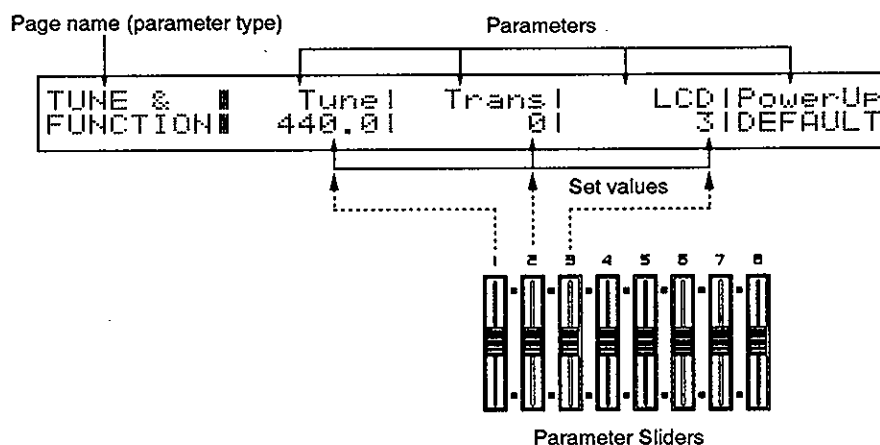 Page name (parameter type)
Parameters
TUNE & Tune| Trans| LCD|PowerUp
FUNCTION 440.0| 0| 3|DEFAULT
Set values
1 2 3 4 5 6 7 8
Parameter Sliders